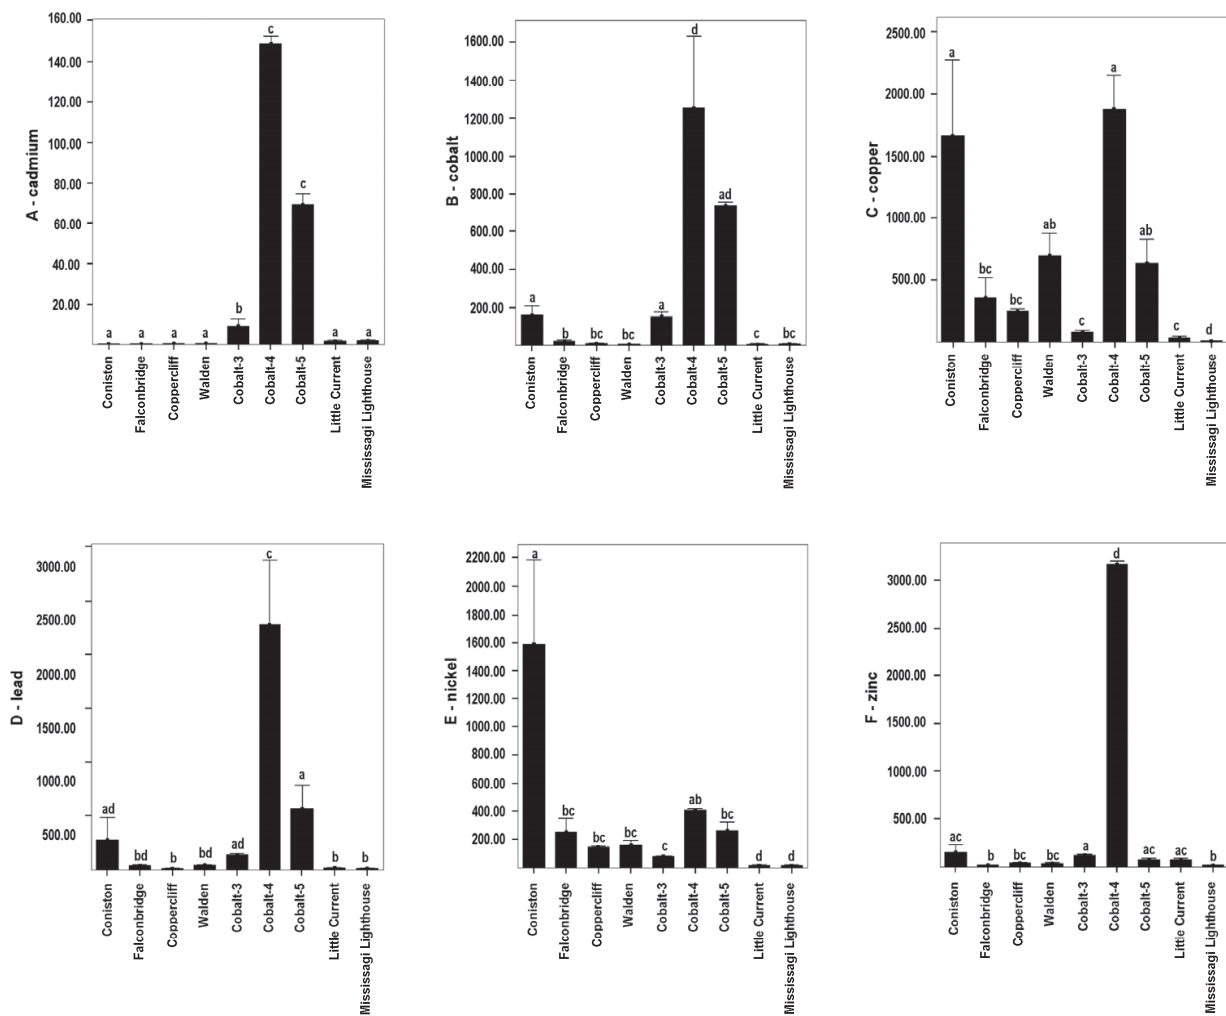 A - cadmium
160.00
140.00
120.00
100.00
80.00
60.00
40.00
20.00
a
a
a
a
b
c
c
a
a
Coniston
Falconbridge
Coppercliff
Walden
Cobalt-3
Cobalt-4
Cobalt-5
Little Current
Mississagi Lighthouse
B - cobalt
1600.00
1400.00
1200.00
1000.00
800.00
600.00
400.00
200.00
a
b
bc
bc
a
d
ad
c
bc
Coniston
Falconbridge
Coppercliff
Walden
Cobalt-3
Cobalt-4
Cobalt-5
Little Current
Mississagi Lighthouse
C - copper
2500.00
2000.00
1500.00
1000.00
500.00
a
bc
bc
ab
c
a
ab
c
d
Coniston
Falconbridge
Coppercliff
Walden
Cobalt-3
Cobalt-4
Cobalt-5
Little Current
Mississagi Lighthouse
D - lead
3000.00
2500.00
2000.00
1500.00
1000.00
500.00
ad
bd
b
bd
ad
c
a
b
b
Coniston
Falconbridge
Coppercliff
Walden
Cobalt-3
Cobalt-4
Cobalt-5
Little Current
Mississagi Lighthouse
E - nickel
2200.00
2000.00
1800.00
1600.00
1400.00
1200.00
1000.00
800.00
600.00
400.00
200.00
a
bc
bc
bc
c
ab
bc
d
d
Coniston
Falconbridge
Coppercliff
Walden
Cobalt-3
Cobalt-4
Cobalt-5
Little Current
Mississagi Lighthouse
F - zinc
3000.00
2000.00
1500.00
1000.00
500.00
ac
b
bc
bc
a
d
ac
ac
b
Coniston
Falconbridge
Coppercliff
Walden
Cobalt-3
Cobalt-4
Cobalt-5
Little Current
Mississagi Lighthouse